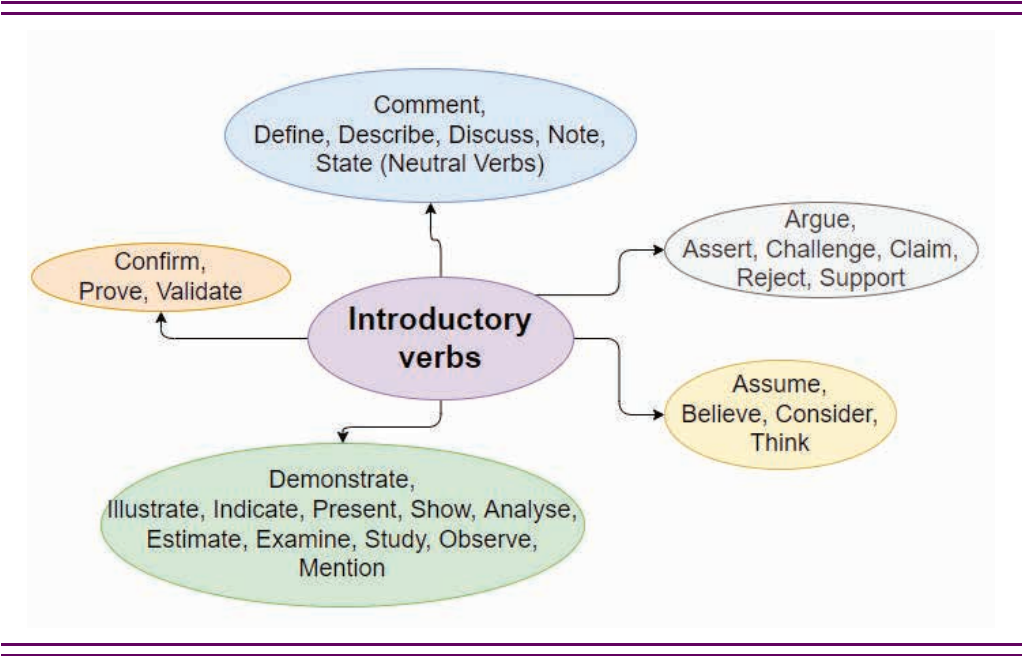 Comment,
Define, Describe, Discuss, Note,
State (Neutral Verbs)
Argue,
Assert, Challenge, Claim,
Reject, Support
Confirm,
Prove, Validate
Introductory
verbs
Assume,
Believe, Consider,
Think
Demonstrate,
Illustrate, Indicate, Present, Show, Analyse,
Estimate, Examine, Study, Observe,
Mention